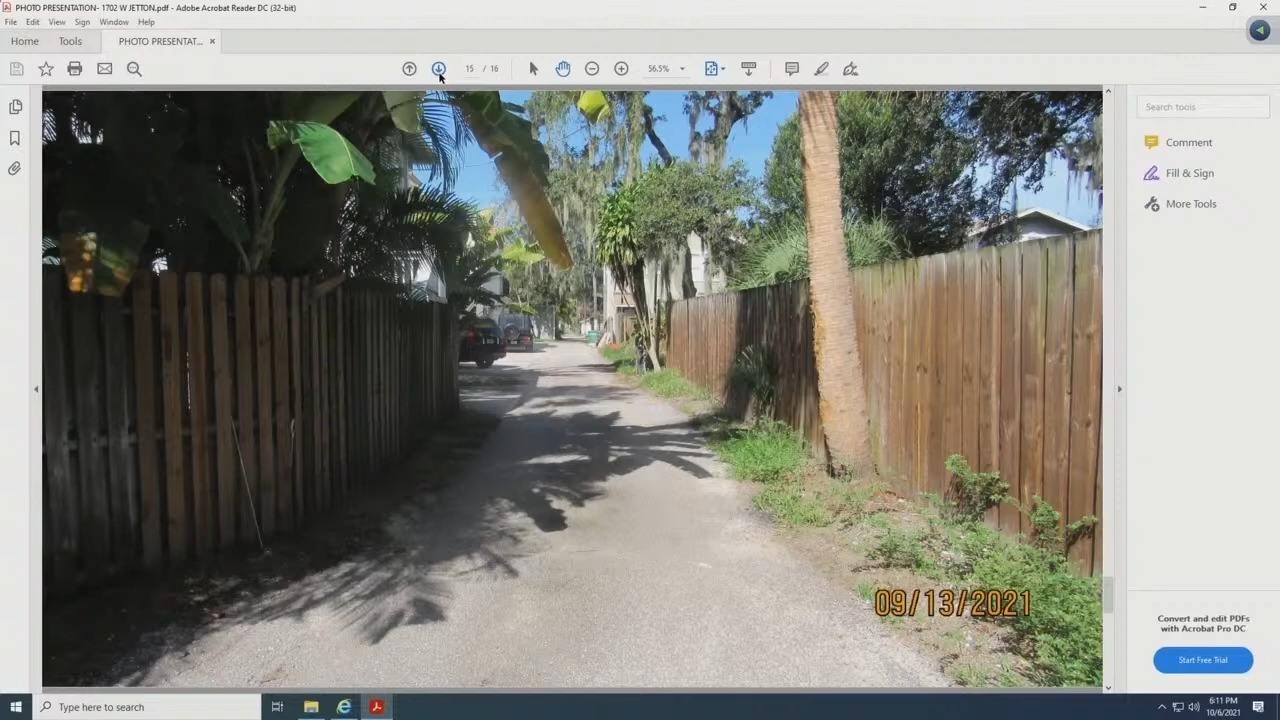 PHOTO PRESENTATION- 1702 W JETTON.pdf - Adobe Acrobat Reader DC (32-bit)
File Edit View Sign Window Help
Home Tools PHOTO PRESENTAT... ×
15 / 16 56.5%
Search tools
Comment
Fill & Sign
More Tools
09/13/2021
Convert and edit PDFs
with Acrobat Pro DC
Start Free Trial
Type here to search
6:11 PM
10/6/2021